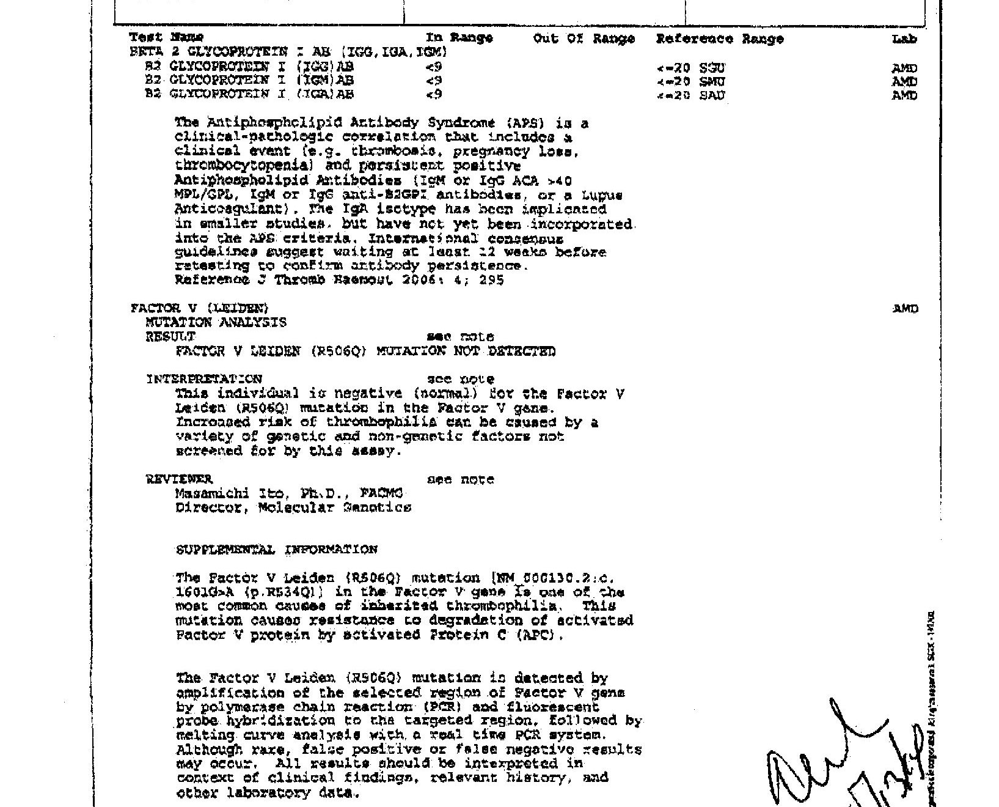 Test Name In Range Out Of Range Reference Range Lab
BETA 2 GLYCOPROTEIN I AB (IGG,IGA,IGM)
B2 GLYCOPROTEIN I (IGG)AB <9 <=20 SGU AMD
B2 GLYCOPROTEIN I (IGM)AB <9 <=20 SMU AMD
B2 GLYCOPROTEIN I (IGA)AB <9 <=20 SAU AMD
The Antiphospholipid Antibody Syndrome (APS) is a
clinical-pathologic correlation that includes a
clinical event (e.g. thrombosis, pregnancy loss,
thrombocytopenia) and persistent positive
Antiphospholipid Antibodies (IgM or IgG ACA >40
MPL/GPL, IgM or IgG anti-B2GPI antibodies, or a Lupus
Anticoagulant). The IgA isotype has been implicated
in smaller studies, but have not yet been incorporated
into the APS criteria. International consensus
guidelines suggest waiting at least 12 weeks before
retesting to confirm antibody persistence.
Reference J Thromb Haemost 2006: 4; 295
FACTOR V (LEIDEN) AMD
MUTATION ANALYSIS
RESULT see note
FACTOR V LEIDEN (R506Q) MUTATION NOT DETECTED
INTERPRETATION see note
This individual is negative (normal) for the Factor V
Leiden (R506Q) mutation in the Factor V gene.
Increased risk of thrombophilia can be caused by a
variety of genetic and non-genetic factors not
screened for by this assay.
REVIEWER see note
Masamichi Ito, Ph.D., FACMG
Director, Molecular Genetics
SUPPLEMENTAL INFORMATION
The Factor V Leiden (R506Q) mutation [NM_000130.2:c.
1601G>A (p.R534Q)] in the Factor V gene is one of the
most common causes of inherited thrombophilia. This
mutation causes resistance to degradation of activated
Factor V protein by activated Protein C (APC).
The Factor V Leiden (R506Q) mutation is detected by
amplification of the selected region of Factor V gene
by polymerase chain reaction (PCR) and fluorescent
probe hybridization to the targeted region, followed by
melting curve analysis with a real time PCR system.
Although rare, false positive or false negative results
may occur. All results should be interpreted in
context of clinical findings, relevant history, and
other laboratory data.